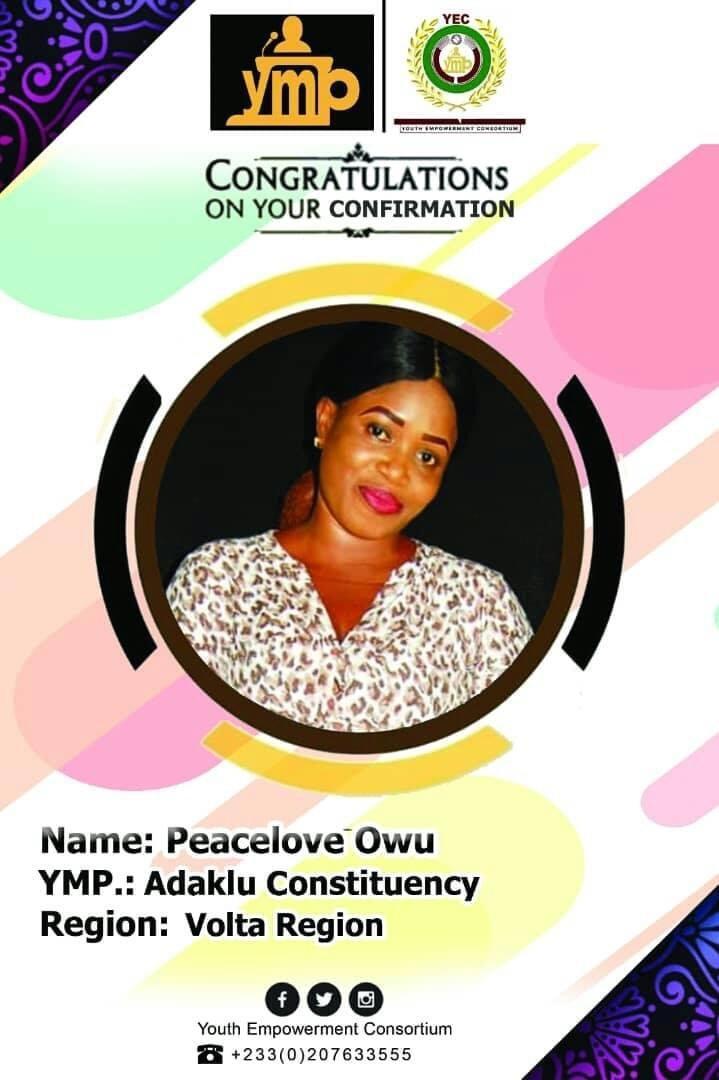 ymp
YEC
ymp
YOUTH EMPOWERMENT CONSORTIUM
CONGRATULATIONS
ON YOUR CONFIRMATION
Name: Peacelove Owu
YMP.: Adaklu Constituency
Region: Volta Region
Youth Empowerment Consortium
+233(0)207633555